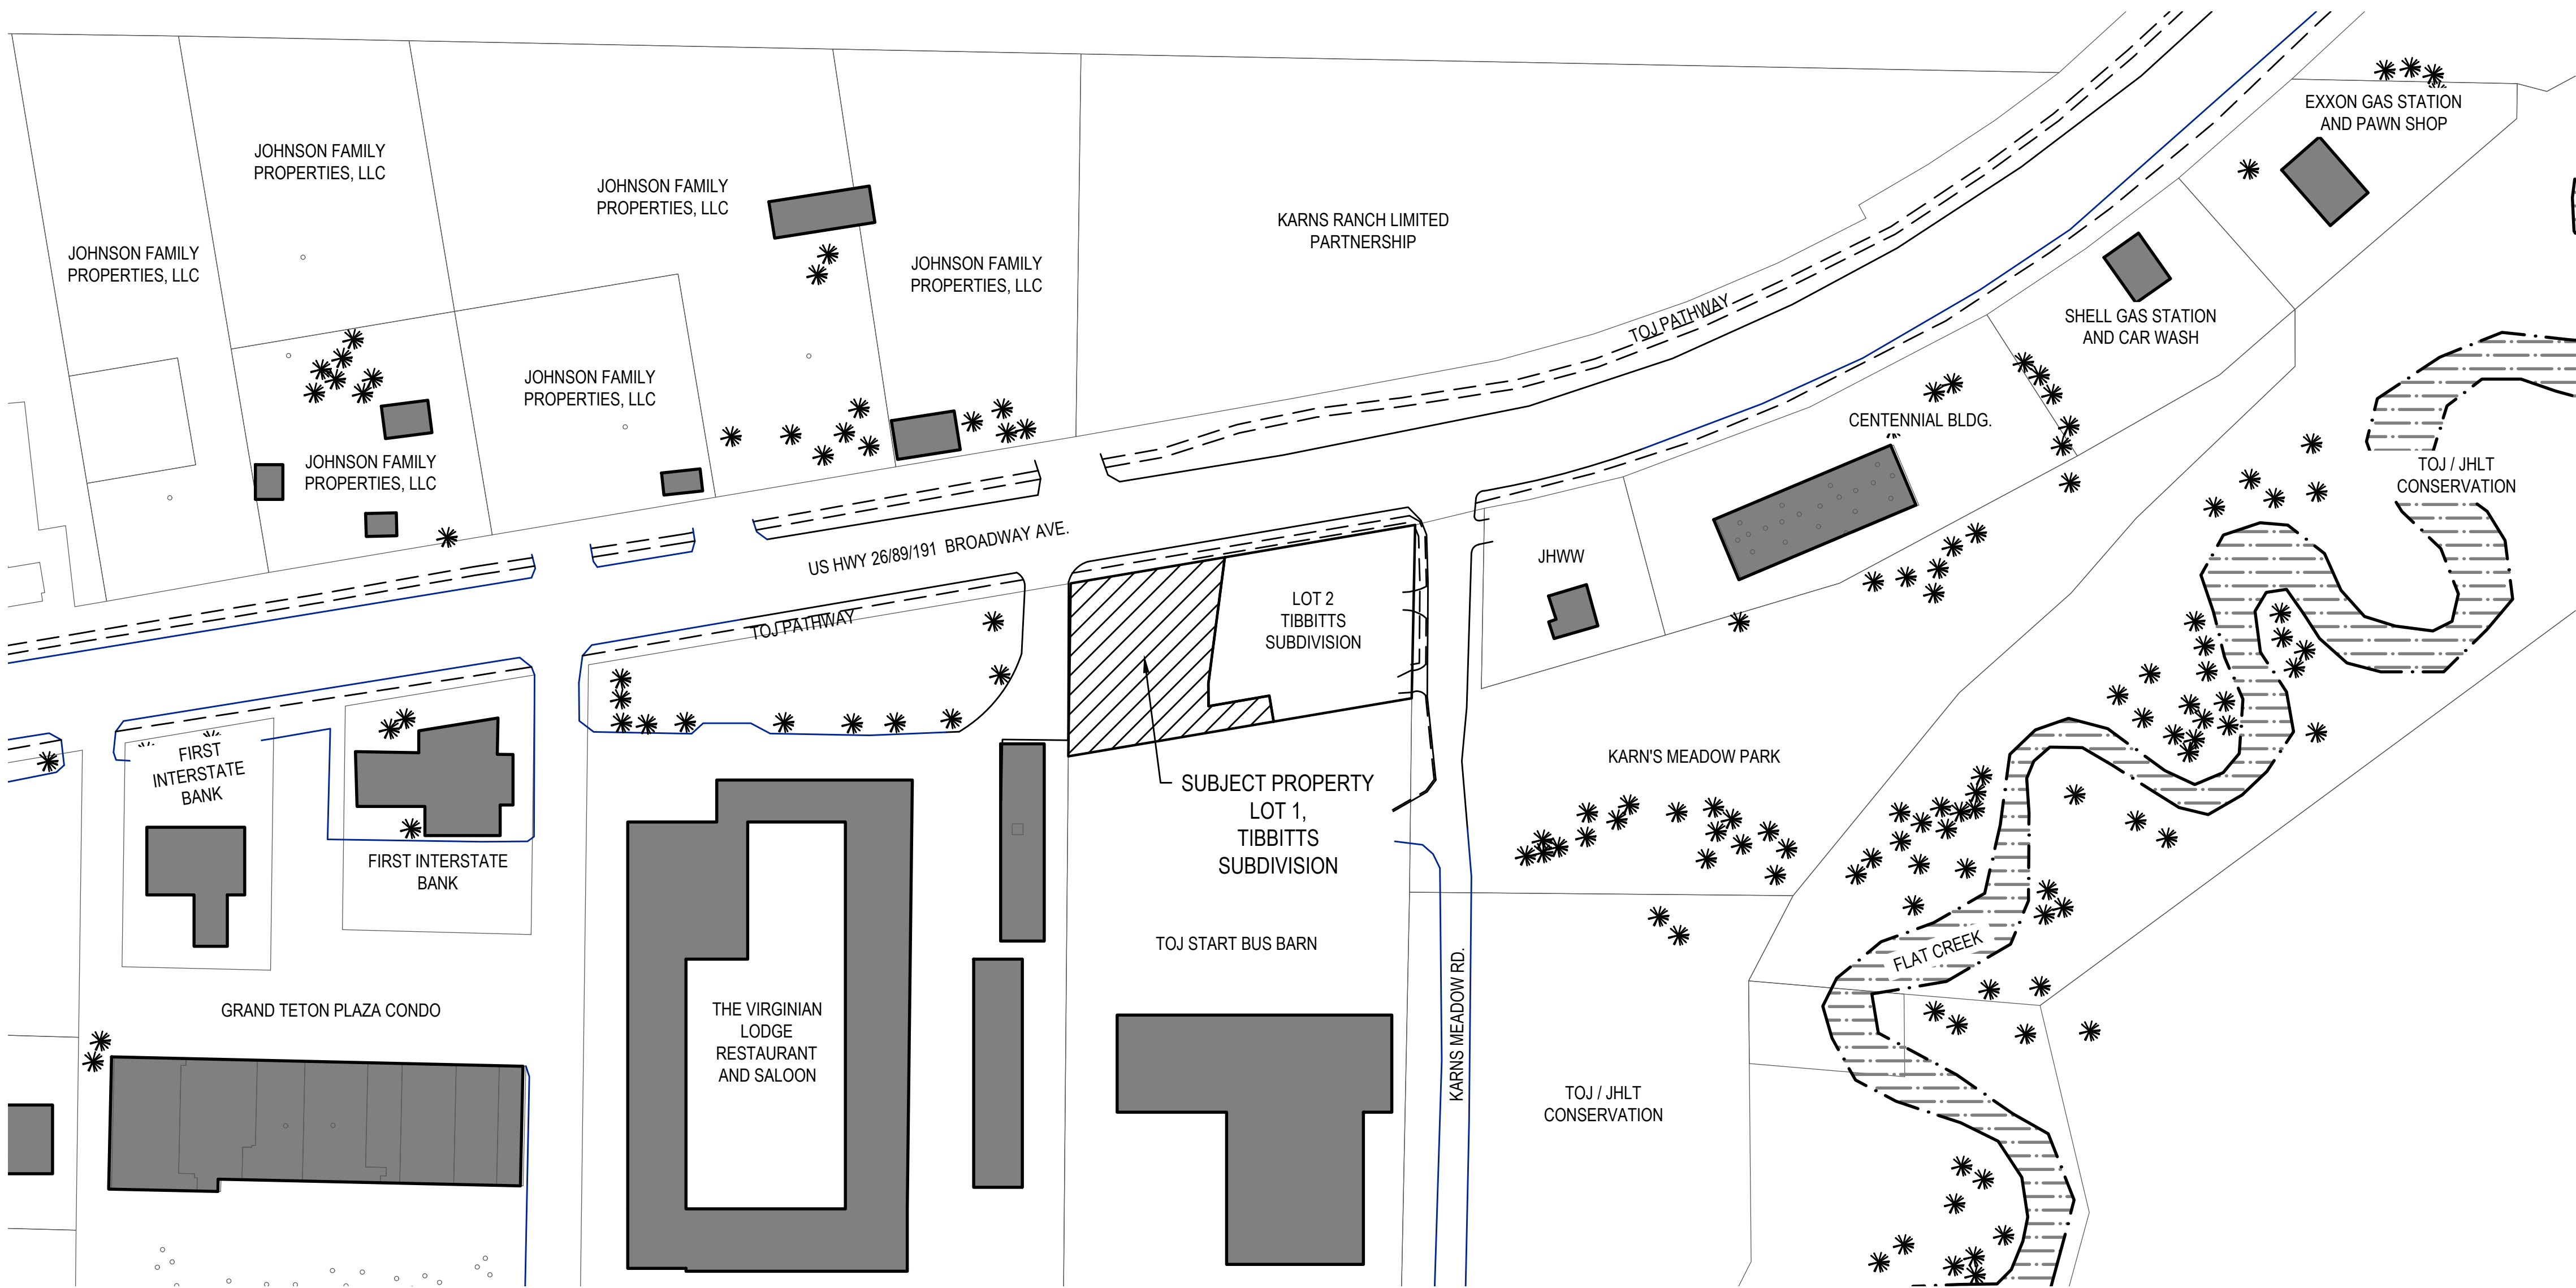 EXXON GAS STATION
AND PAWN SHOP
JOHNSON FAMILY
PROPERTIES, LLC
JOHNSON FAMILY
PROPERTIES, LLC
KARNS RANCH LIMITED
PARTNERSHIP
JOHNSON FAMILY
PROPERTIES, LLC
JOHNSON FAMILY
PROPERTIES, LLC
TOJ PATHWAY
SHELL GAS STATION
AND CAR WASH
JOHNSON FAMILY
PROPERTIES, LLC
CENTENNIAL BLDG.
JOHNSON FAMILY
PROPERTIES, LLC
TOJ / JHLT
CONSERVATION
US HWY 26/89/191 BROADWAY AVE.
JHWW
LOT 2
TIBBITTS
SUBDIVISION
TOJ PATHWAY
FIRST
INTERSTATE
BANK
KARN'S MEADOW PARK
SUBJECT PROPERTY
LOT 1,
TIBBITTS
SUBDIVISION
FIRST INTERSTATE
BANK
TOJ START BUS BARN
FLAT CREEK
GRAND TETON PLAZA CONDO
THE VIRGINIAN
LODGE
RESTAURANT
AND SALOON
KARNS MEADOW RD.
TOJ / JHLT
CONSERVATION